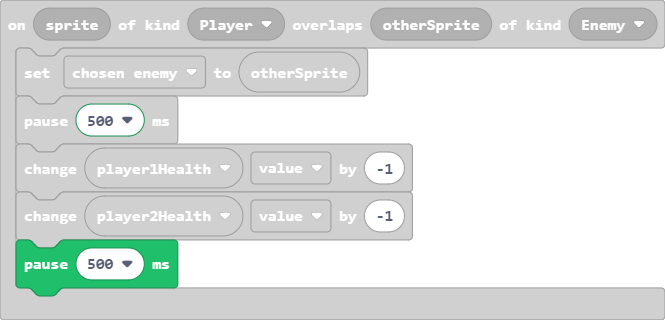 on sprite of kind Player overlaps otherSprite of kind Enemy
set chosen enemy to otherSprite
pause 500 ms
change player1Health value by -1
change player2Health value by -1
pause 500 ms